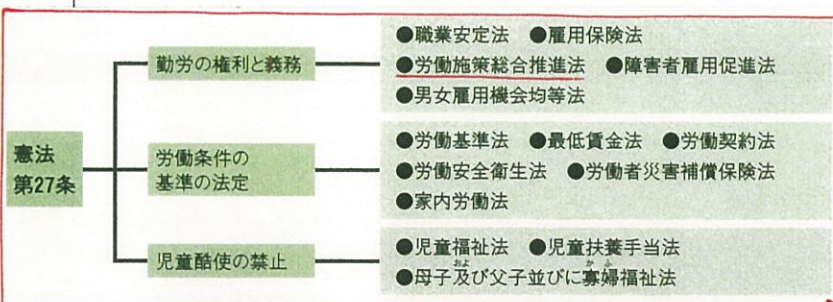 憲法
第27条
勤労の権利と義務
●職業安定法 ●雇用保険法
●労働施策総合推進法 ●障害者雇用促進法
●男女雇用機会均等法
労働条件の
基準の法定
●労働基準法 ●最低賃金法 ●労働契約法
●労働安全衛生法 ●労働者災害補償保険法
●家内労働法
児童酷使の禁止
●児童福祉法 ●児童扶養手当法
●母子及び父子並びに寡婦福祉法